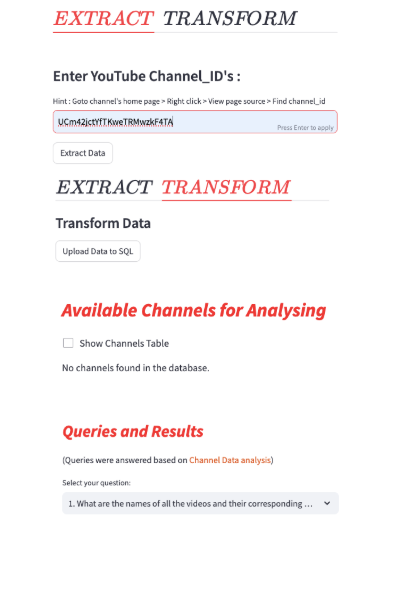 EXTRACT TRANSFORM
Enter YouTube Channel_ID's :
Hint : Goto channel's home page > Right click > View page source > Find channel_id
UCm42jctYfTKweTRMwzkF4TA
Press Enter to apply
Extract Data
EXTRACT TRANSFORM
Transform Data
Upload Data to SQL
Available Channels for Analysing
Show Channels Table
No channels found in the database.
Queries and Results
(Queries were answered based on Channel Data analysis)
Select your question:
1. What are the names of all the videos and their corresponding ...